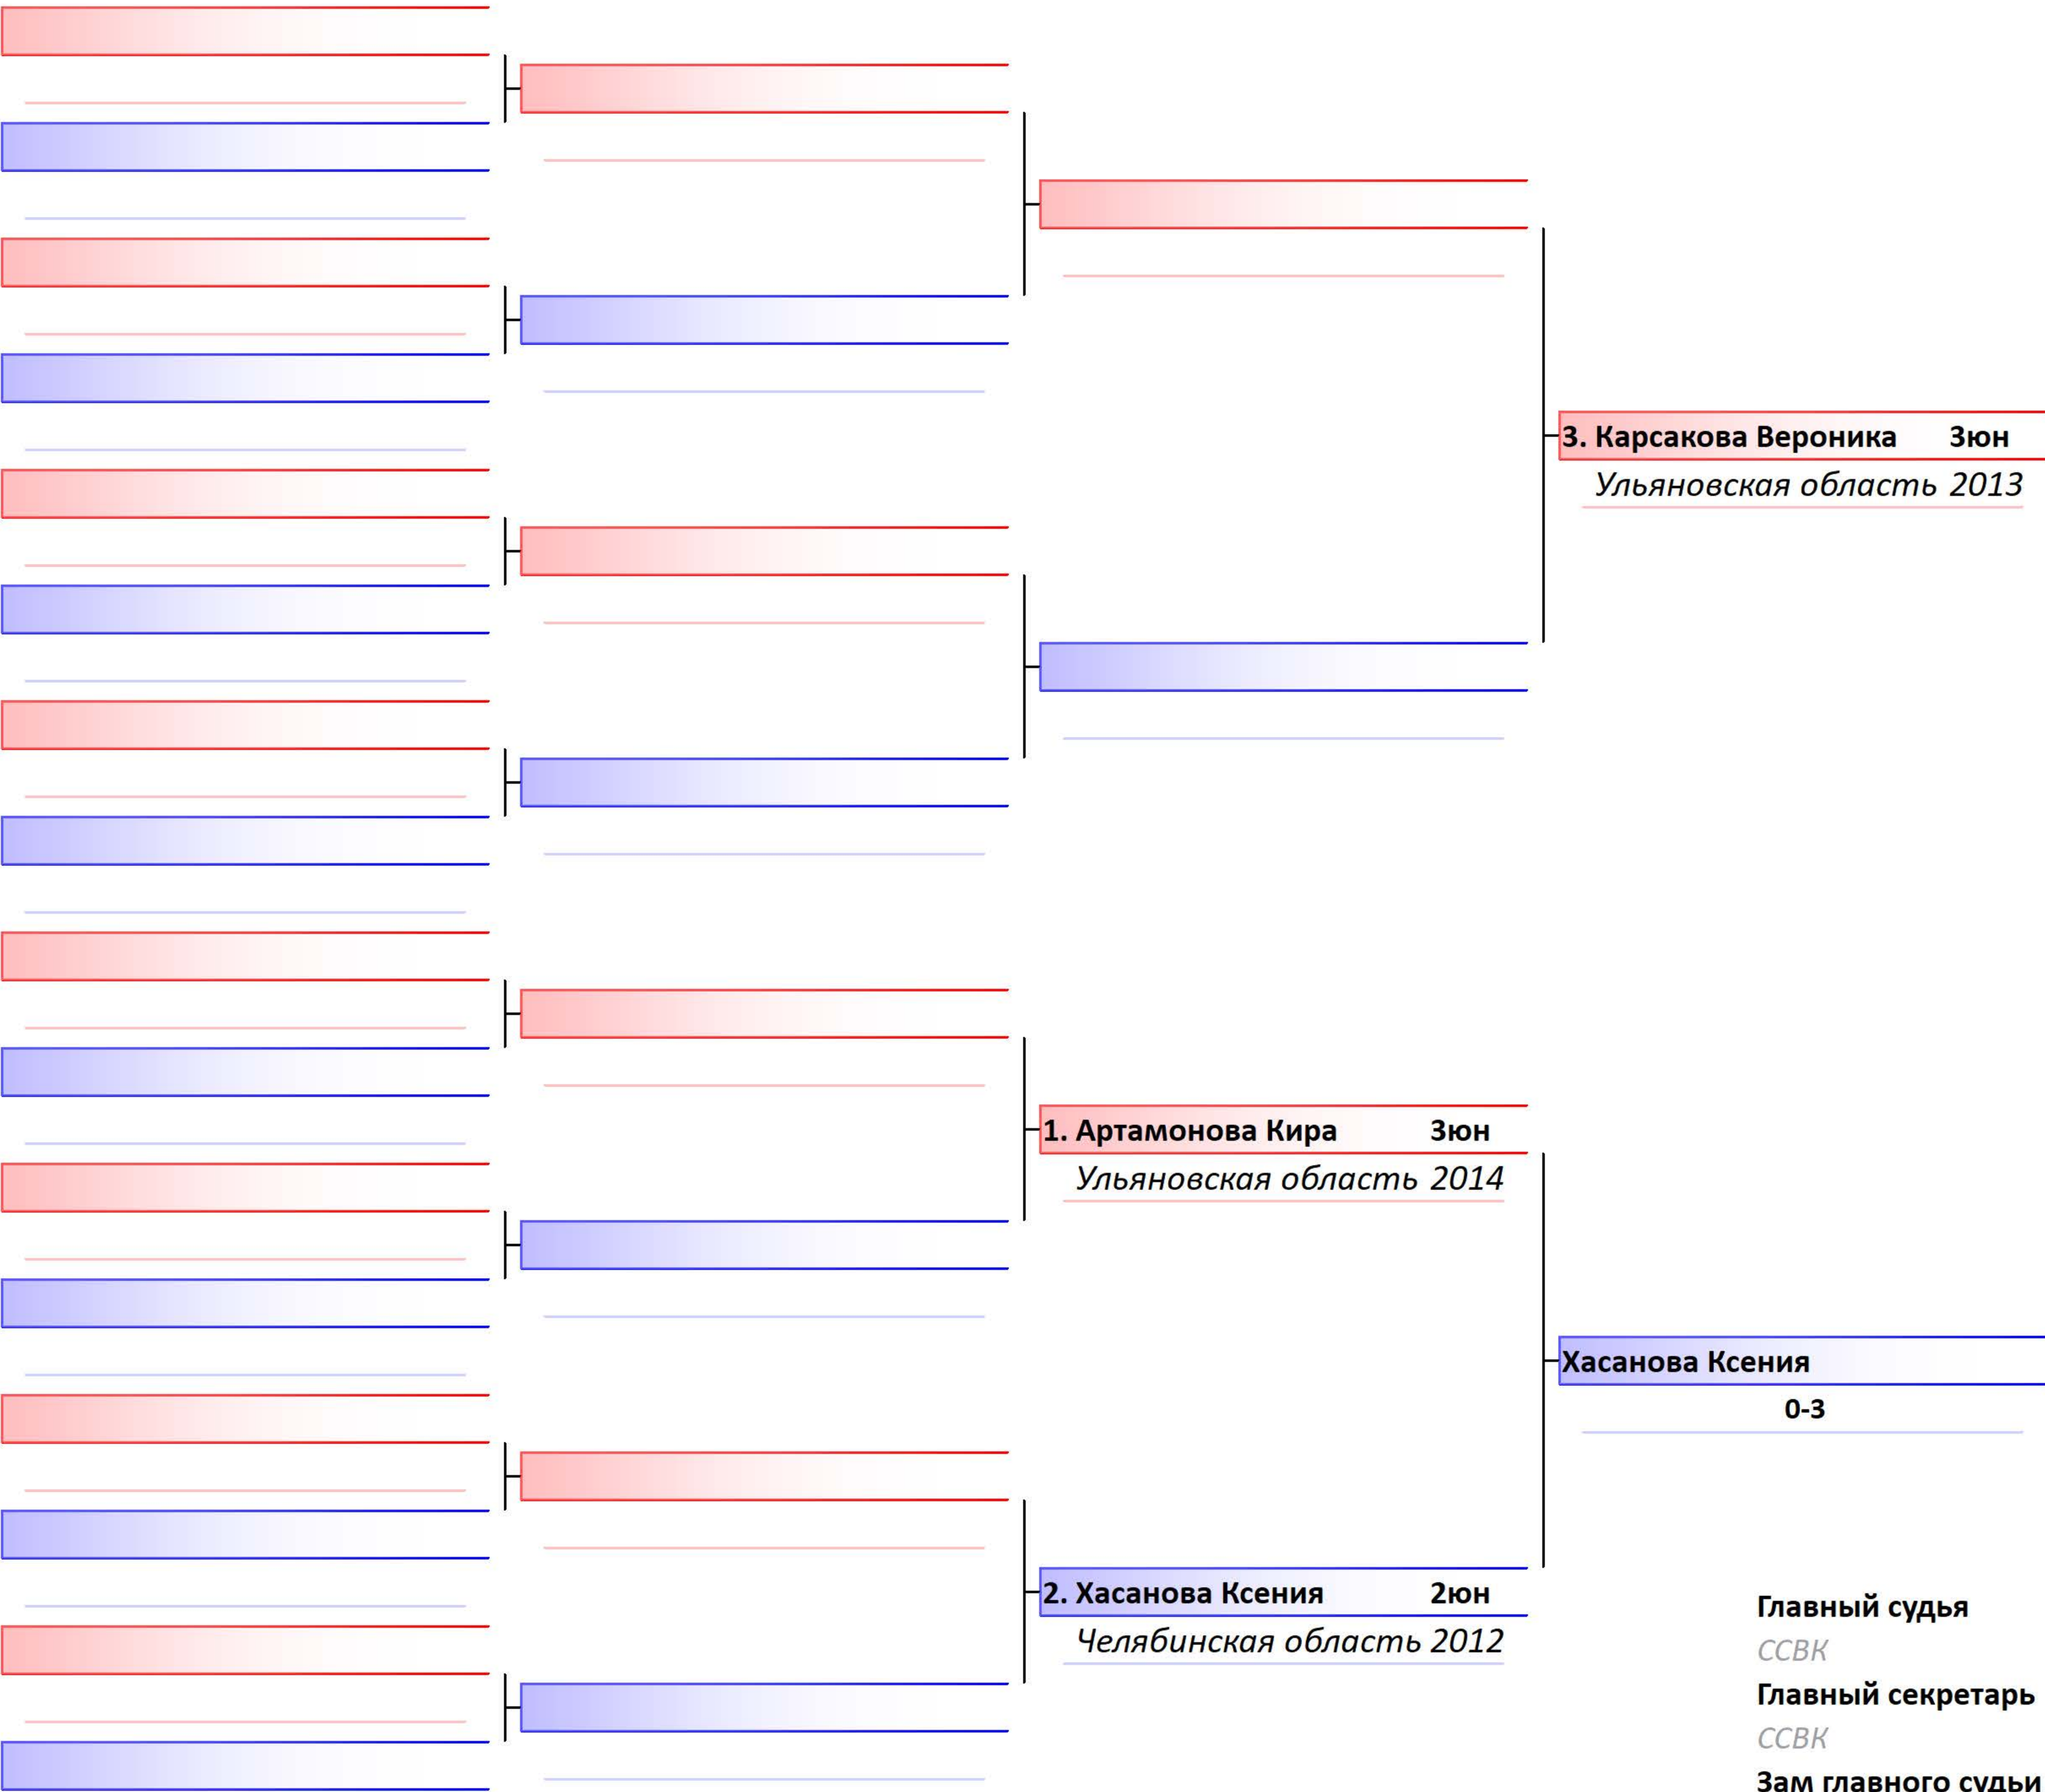 3. Карсакова Вероника 3юн
Ульяновская область 2013
1. Артамонова Кира 3юн
Ульяновская область 2014
Хасанова Ксения
0-3
2. Хасанова Ксения 2юн
Челябинская область 2012
Главный судья
ССВК
Главный секретарь
ССВК
Зам главного судьи